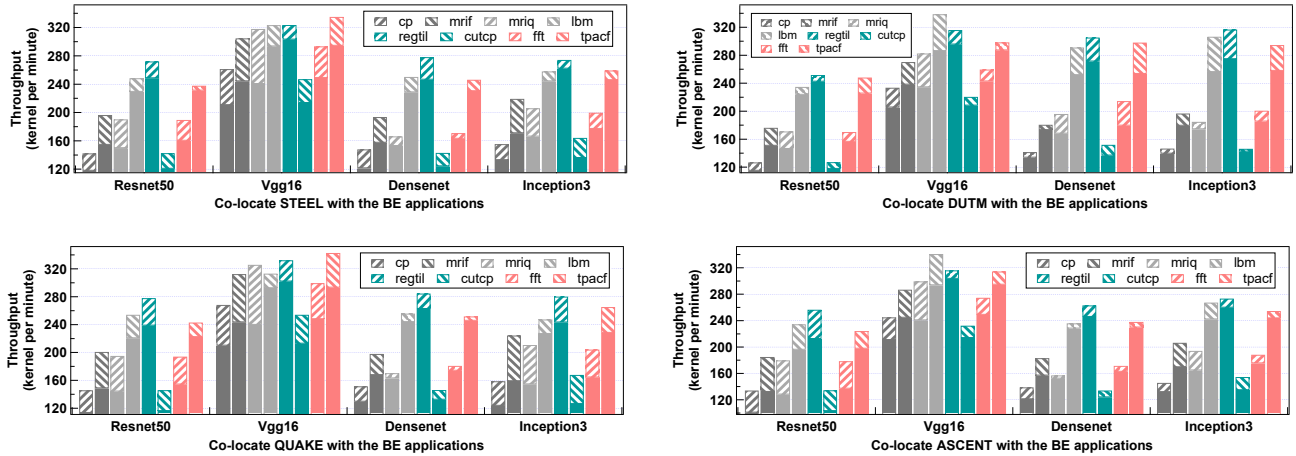 Throughput
(kernel per minute)
320
280
240
200
160
120
cp mrif mriq lbm
regtil cutcp fft tpacf
Resnet50 Vgg16 Densenet Inception3
Co-locate STEEL with the BE applications
Throughput
(kernel per minute)
320
280
240
200
160
120
cp mrif mriq
lbm regtil cutcp
fft tpacf
Resnet50 Vgg16 Densenet Inception3
Co-locate DUTM with the BE applications
Throughput
(kernel per minute)
320
280
240
200
160
120
cp mrif mriq lbm
regtil cutcp fft tpacf
Resnet50 Vgg16 Densenet Inception3
Co-locate QUAKE with the BE applications
Throughput
(kernel per minute)
320
280
240
200
160
120
cp mrif mriq lbm
regtil cutcp fft tpacf
Resnet50 Vgg16 Densenet Inception3
Co-locate ASCENT with the BE applications